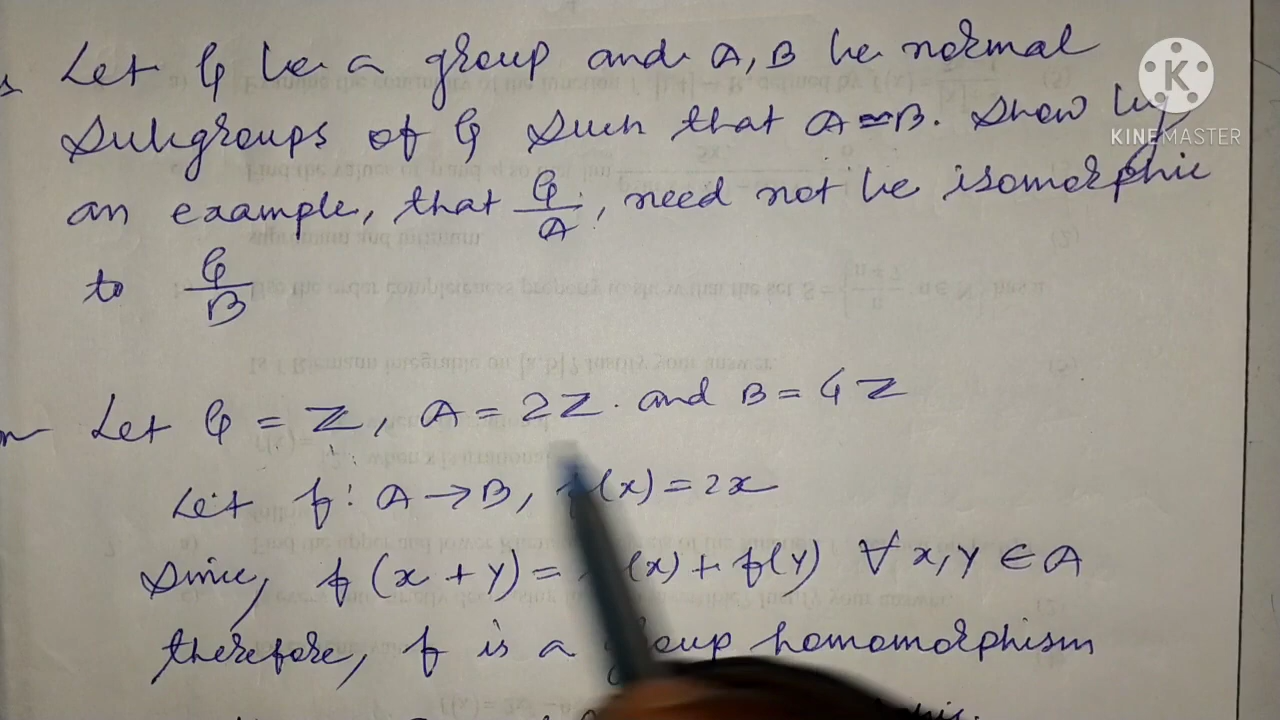 Let G be a group and A, B be normal
subgroups of G such that A ≃ B. Show by
an example, that G/A, need not be isomorphic
to G/B
Let G = Z, A = 2Z. and B = 4Z
Let f: A → B, f(x) = 2x
Since, f(x+y) = f(x) + f(y) ∀ x, y ∈ A
therefore, f is a group homomorphism
KINEMASTER